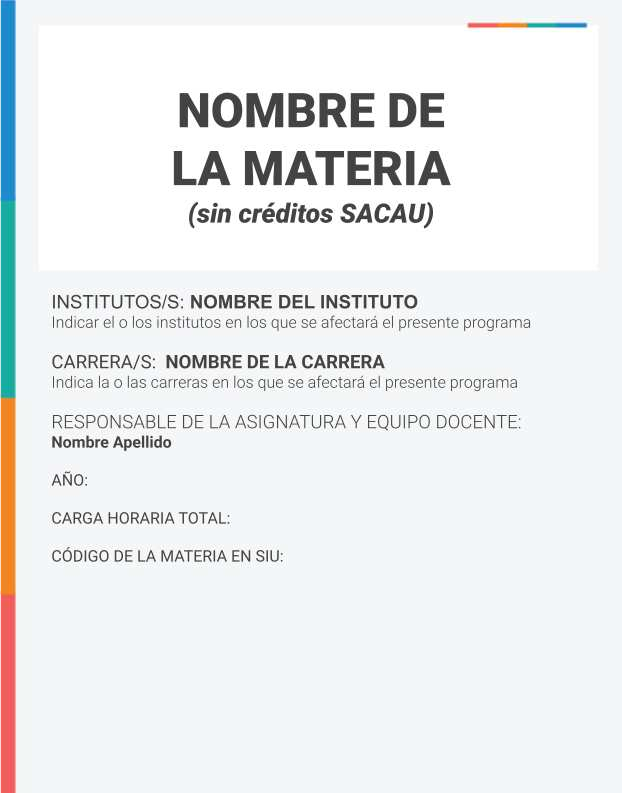 NOMBRE DE
LA MATERIA
(sin créditos SACAU)
INSTITUTOS/S: NOMBRE DEL INSTITUTO
Indicar el o los institutos en los que se afectará el presente programa
CARRERA/S: NOMBRE DE LA CARRERA
Indica la o las carreras en los que se afectará el presente programa
RESPONSABLE DE LA ASIGNATURA Y EQUIPO DOCENTE:
Nombre Apellido
AÑO:
CARGA HORARIA TOTAL:
CÓDIGO DE LA MATERIA EN SIU: